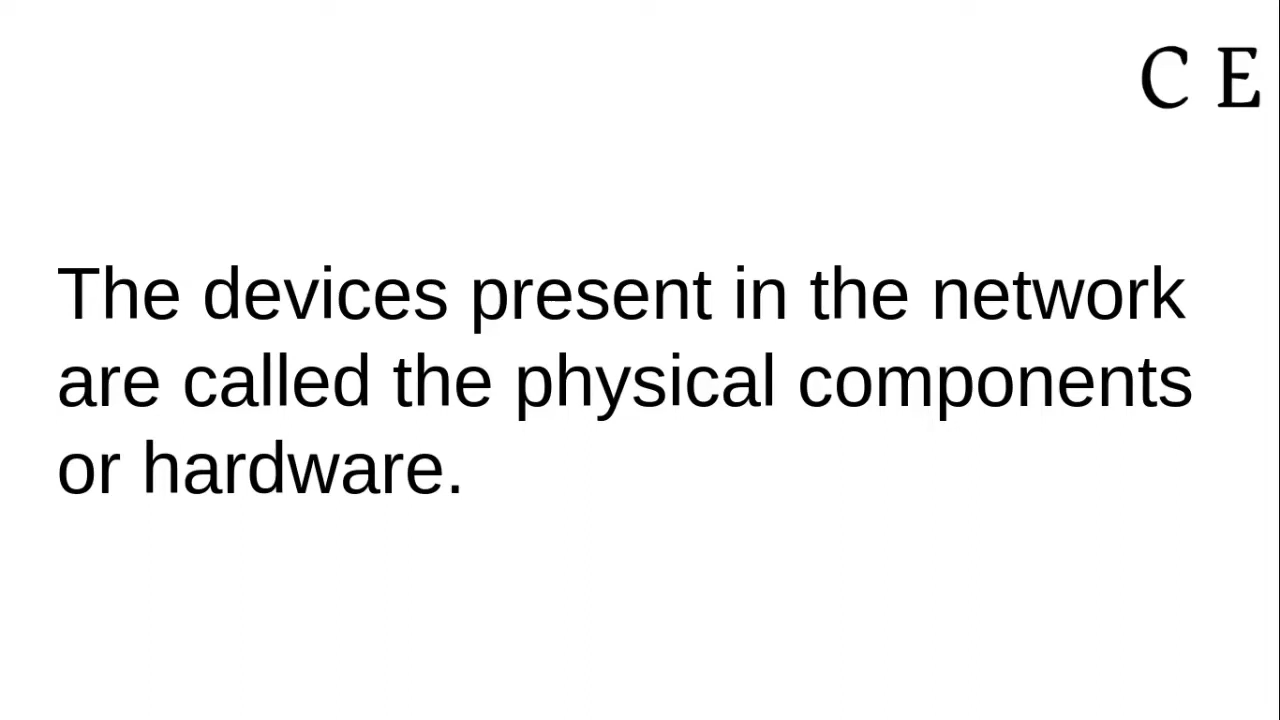 C E
The devices present in the network
are called the physical components
or hardware.